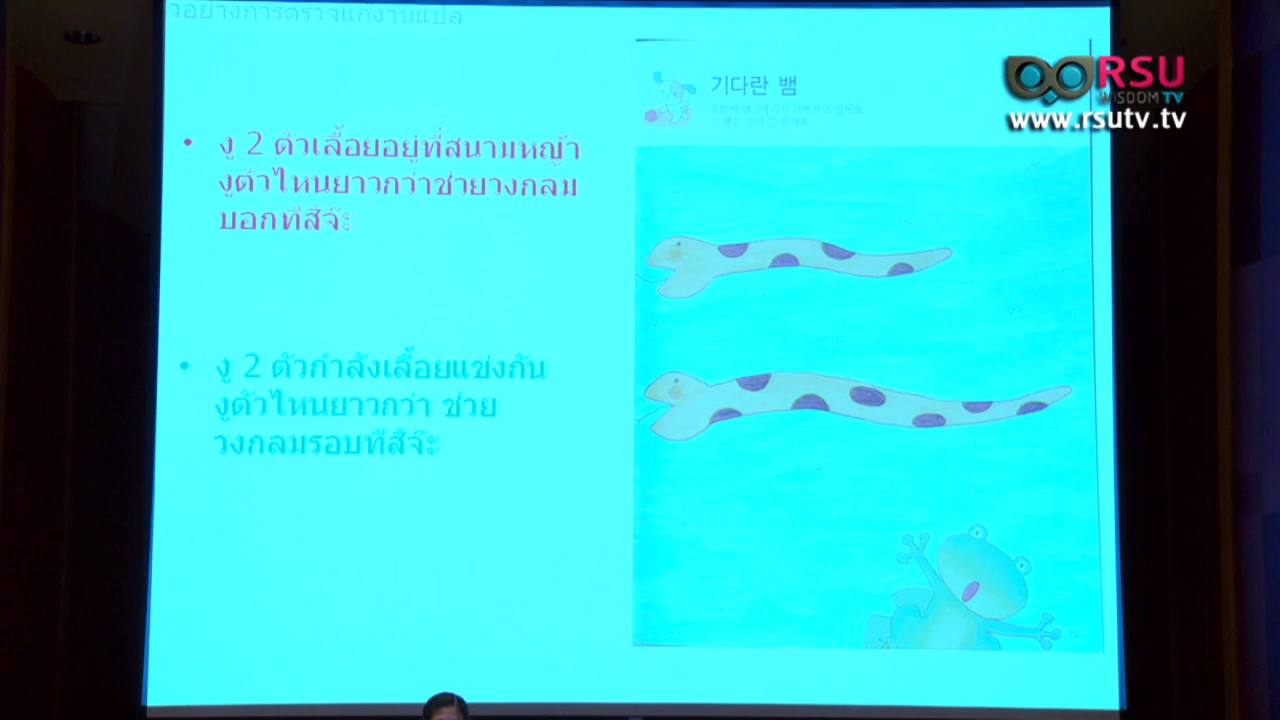 วอย่างการตรวจแก้งานแปล
• งู 2 ตัวเลื้อยอยู่ที่สนามหญ้า
งูตัวไหนยาวกว่าช่วยวงกลม
บอกทีสิจ๊ะ
• งู 2 ตัวกำลังเลื้อยแข่งกัน
งูตัวไหนยาวกว่า ช่วย
วงกลมรอบทีสิจ๊ะ
기다란 뱀
RSU
WISDOM TV
www.rsutv.tv